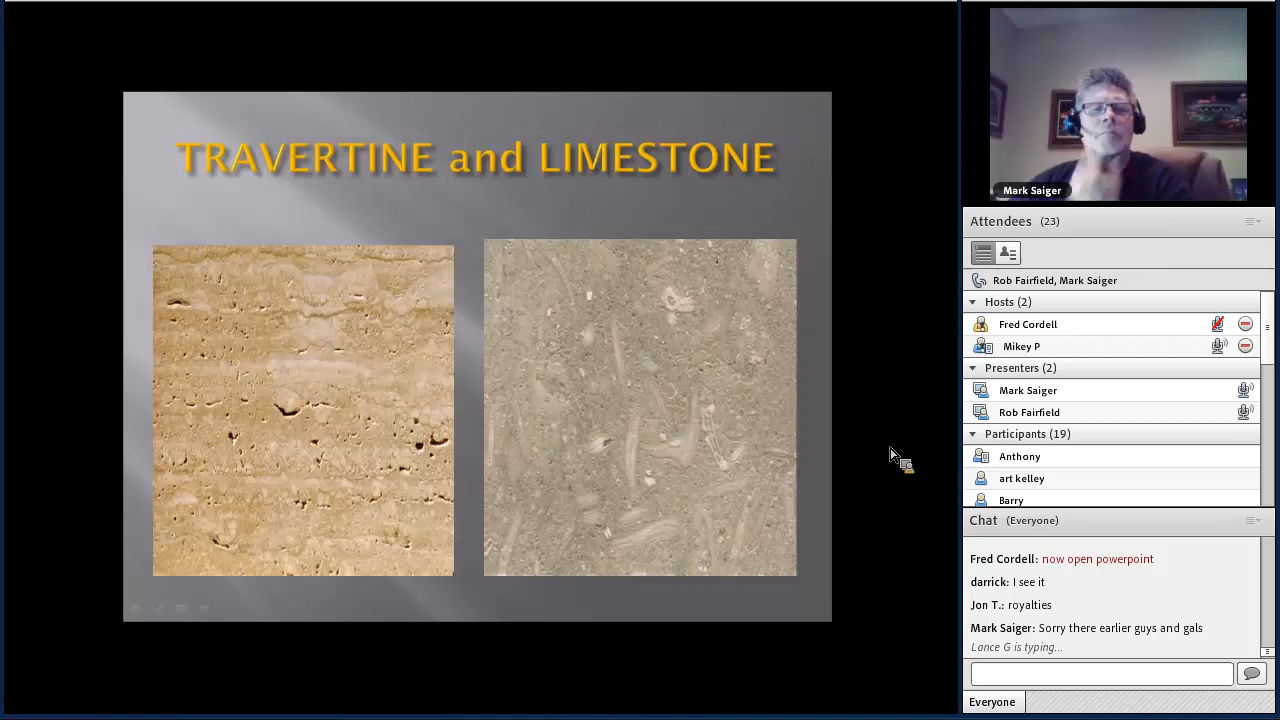 TRAVERTINE and LIMESTONE
Mark Saiger
Attendees (23)
Rob Fairfield, Mark Saiger
Hosts (2)
Fred Cordell
Mikey P
Presenters (2)
Mark Saiger
Rob Fairfield
Participants (19)
Anthony
art kelley
Barry
Chat (Everyone)
Fred Cordell: now open powerpoint
darrick: I see it
Jon T.: royalties
Mark Saiger: Sorry there earlier guys and gals
Lance G is typing...
Everyone